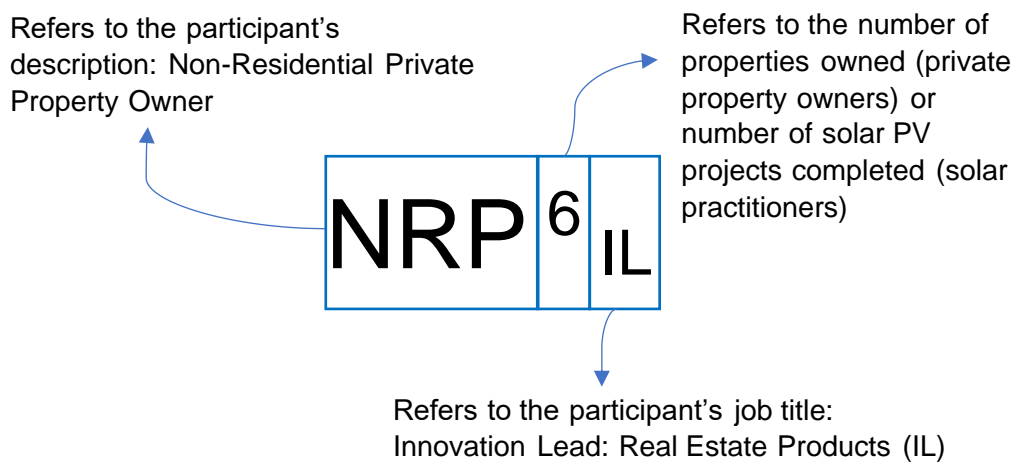 Refers to the participant’s
description: Non-Residential Private
Property Owner
Refers to the number of
properties owned (private
property owners) or
number of solar PV
projects completed (solar
practitioners)
NRP 6 IL
Refers to the participant’s job title:
Innovation Lead: Real Estate Products (IL)